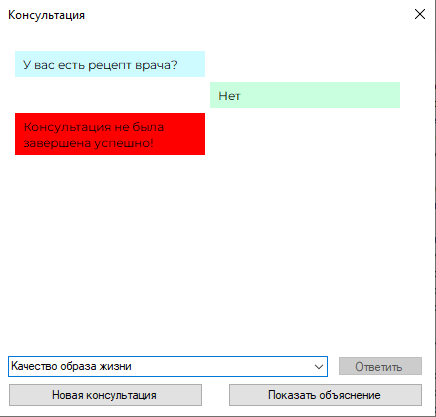 Консультация
У вас есть рецепт врача?
Нет
Консультация не была
завершена успешно!
Качество образа жизни
Ответить
Новая консультация
Показать объяснение